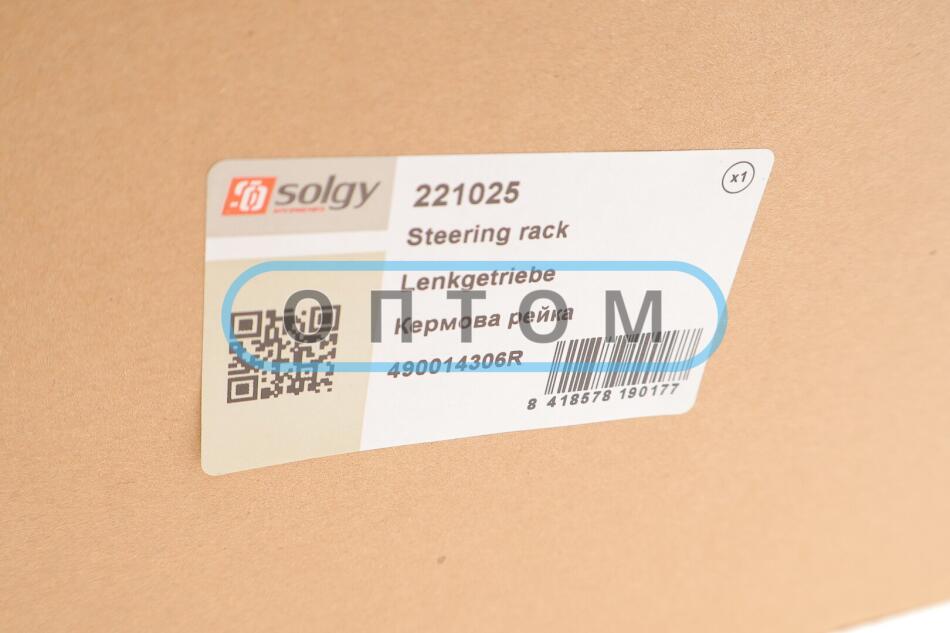 solgy
221025
x1
Steering rack
Lenkgetriebe
Кермова рейка
ОПТОМ
490014306R
8 418578 190177